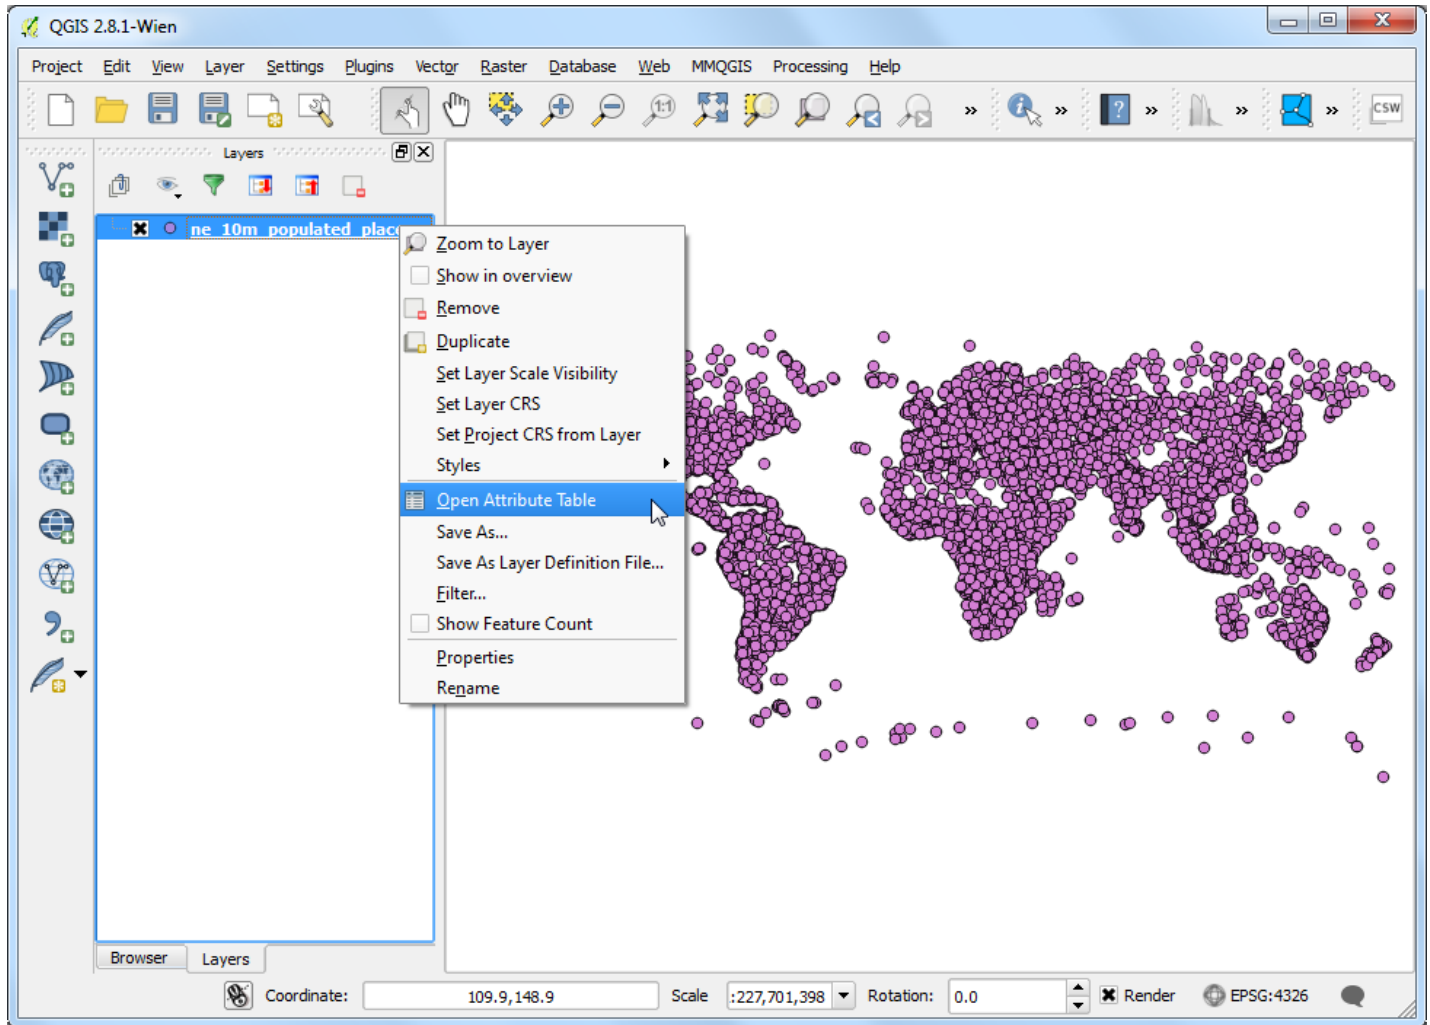 QGIS 2.8.1-Wien
Project Edit View Layer Settings Plugins Vector Raster Database Web MMQGIS Processing Help
1:1
?
CSW
Layers
ne_10m_populated_plac
Zoom to Layer
Show in overview
Remove
Duplicate
Set Layer Scale Visibility
Set Layer CRS
Set Project CRS from Layer
Styles
Open Attribute Table
Save As...
Save As Layer Definition File...
Filter...
Show Feature Count
Properties
Rename
Browser Layers
Coordinate: 109.9,148.9 Scale :227,701,398 Rotation: 0.0 Render EPSG:4326